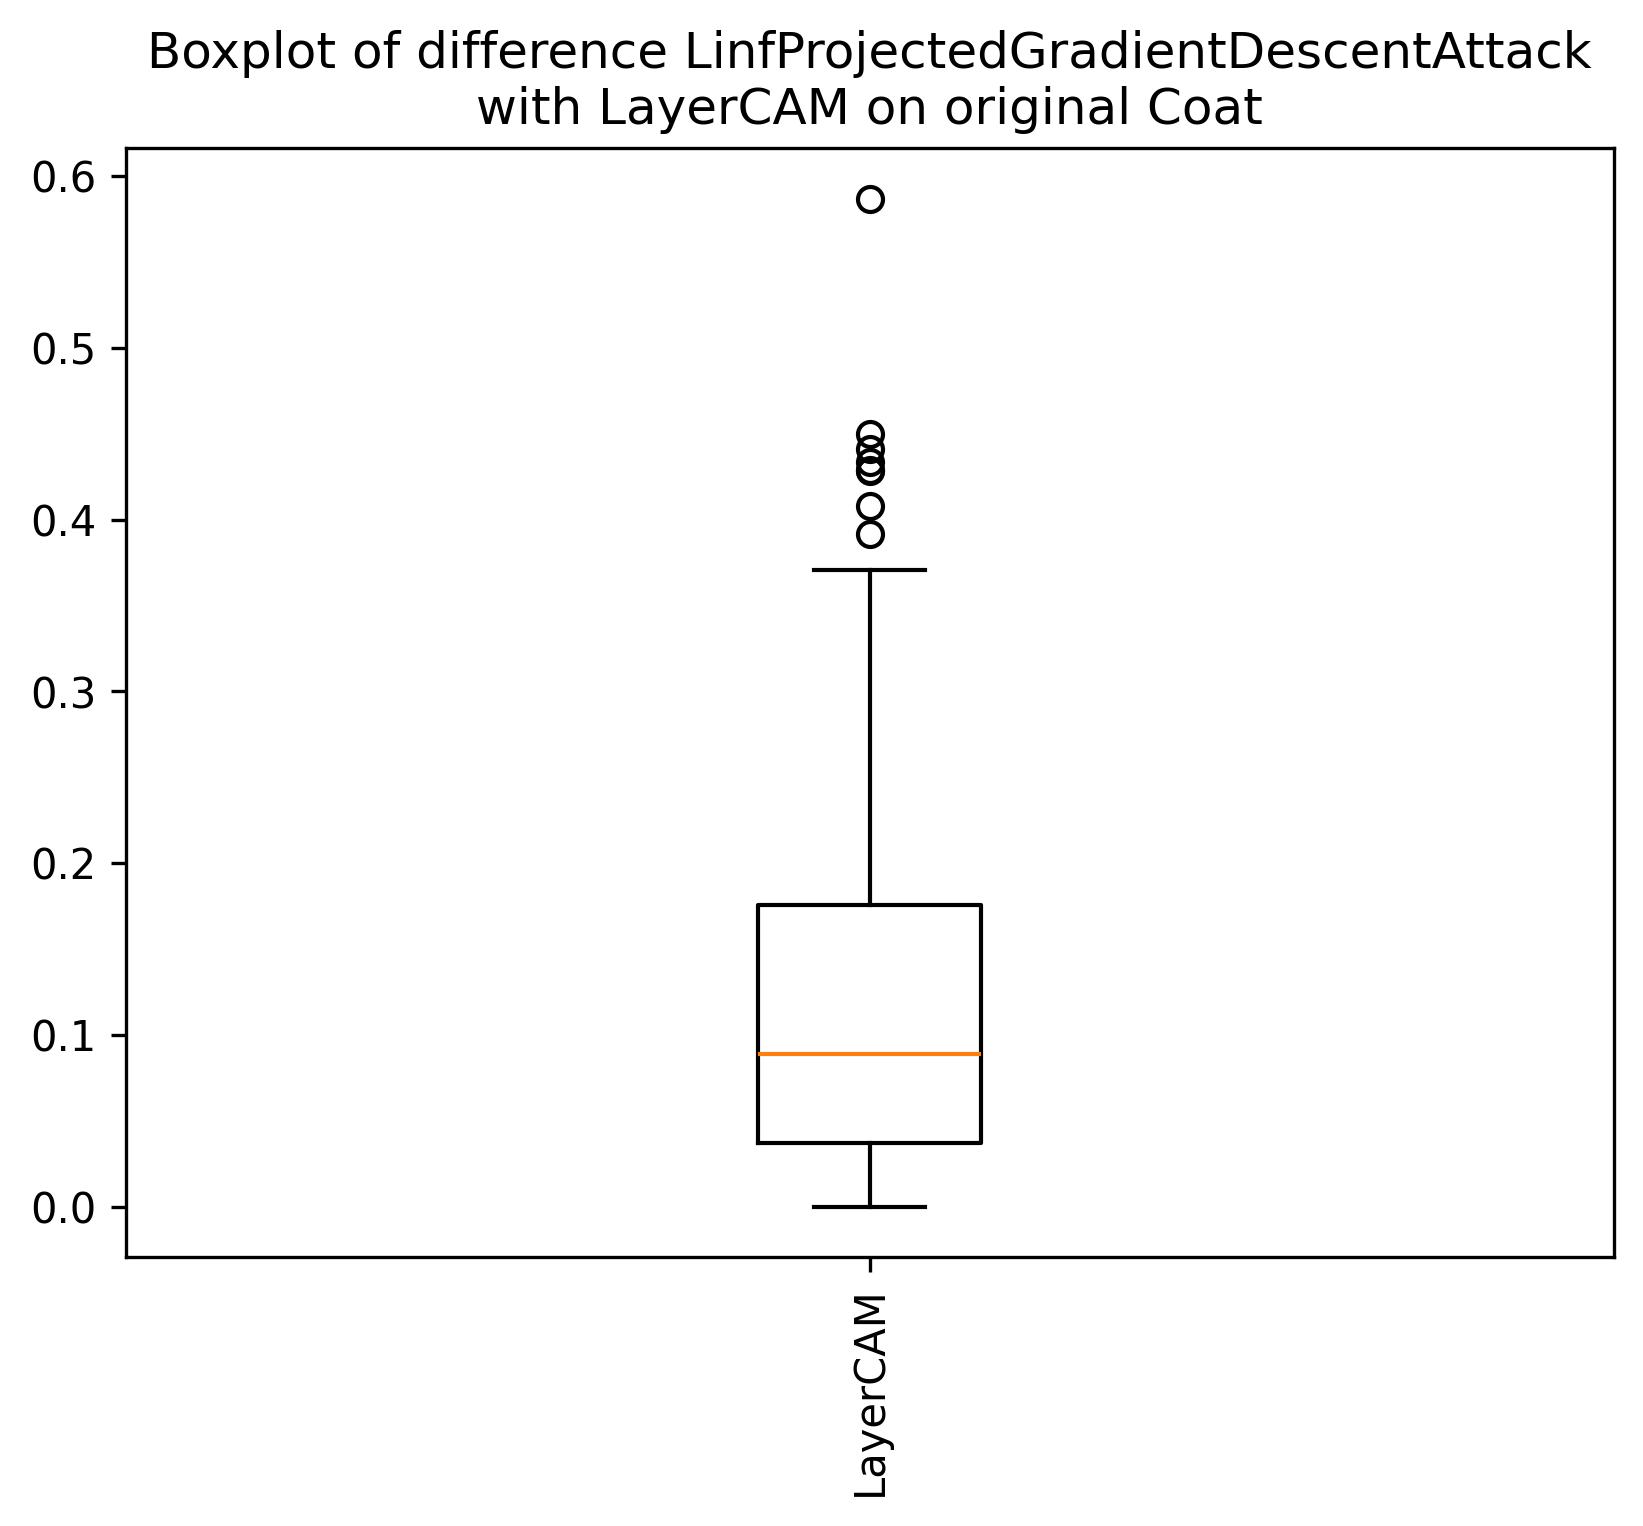 Boxplot of difference LinfProjectedGradientDescentAttack
with LayerCAM on original Coat
0.6
0.5
0.4
0.3
0.2
0.1
0.0
LayerCAM